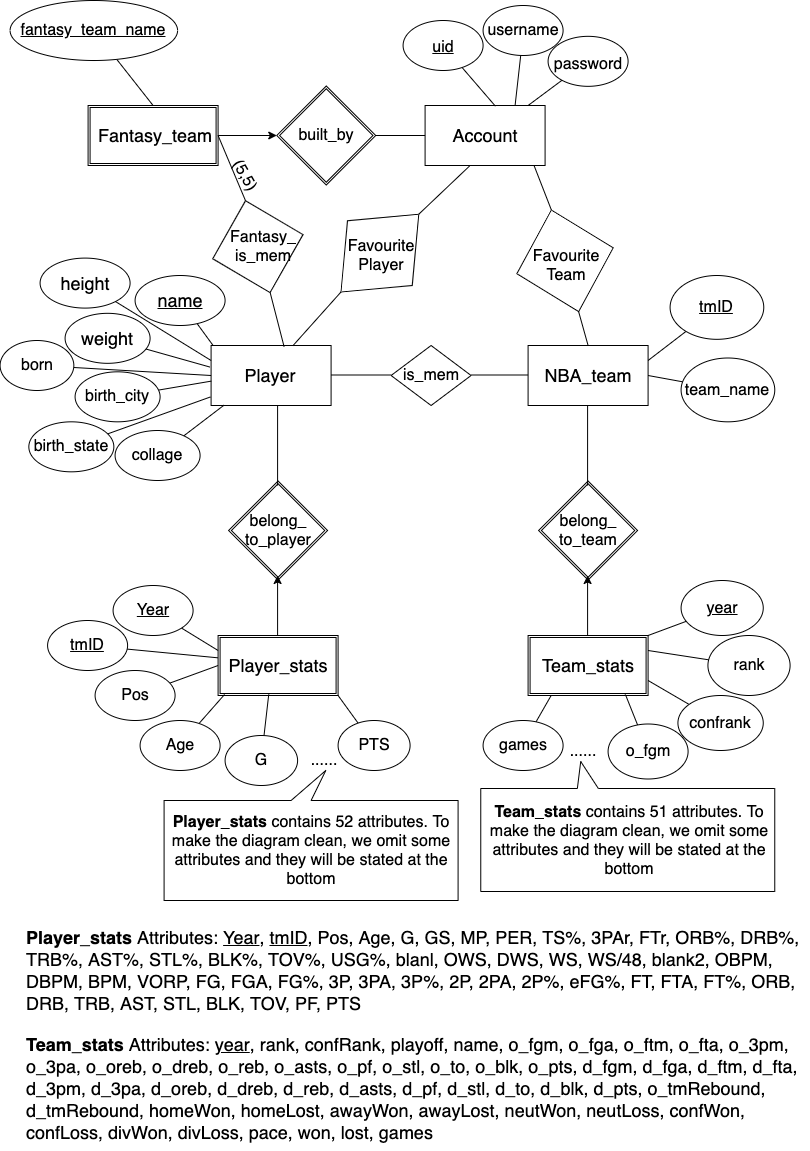 fantasy_team_name
uid
username
password
Fantasy_team
built_by
Account
(5,5)
Fantasy_
is_mem
Favourite
Player
Favourite
Team
height
name
weight
born
birth_city
birth_state
collage
Player
is_mem
NBA_team
tmID
team_name
belong_
to_player
belong_
to_team
Year
tmID
Pos
Age
G
......
PTS
Player_stats
Team_stats
year
rank
confrank
games
......
o_fgm
Player_stats contains 52 attributes. To
make the diagram clean, we omit some
attributes and they will be stated at the
bottom
Team_stats contains 51 attributes. To
make the diagram clean, we omit some
attributes and they will be stated at the
bottom
Player_stats Attributes: Year, tmID, Pos, Age, G, GS, MP, PER, TS%, 3PAr, FTr, ORB%, DRB%,
TRB%, AST%, STL%, BLK%, TOV%, USG%, blanl, OWS, DWS, WS, WS/48, blank2, OBPM,
DBPM, BPM, VORP, FG, FGA, FG%, 3P, 3PA, 3P%, 2P, 2PA, 2P%, eFG%, FT, FTA, FT%, ORB,
DRB, TRB, AST, STL, BLK, TOV, PF, PTS
Team_stats Attributes: year, rank, confRank, playoff, name, o_fgm, o_fga, o_ftm, o_fta, o_3pm,
o_3pa, o_oreb, o_dreb, o_reb, o_asts, o_pf, o_stl, o_to, o_blk, o_pts, d_fgm, d_fga, d_ftm, d_fta,
d_3pm, d_3pa, d_oreb, d_dreb, d_reb, d_asts, d_pf, d_stl, d_to, d_blk, d_pts, o_tmRebound,
d_tmRebound, homeWon, homeLost, awayWon, awayLost, neutWon, neutLoss, confWon,
confLoss, divWon, divLoss, pace, won, lost, games